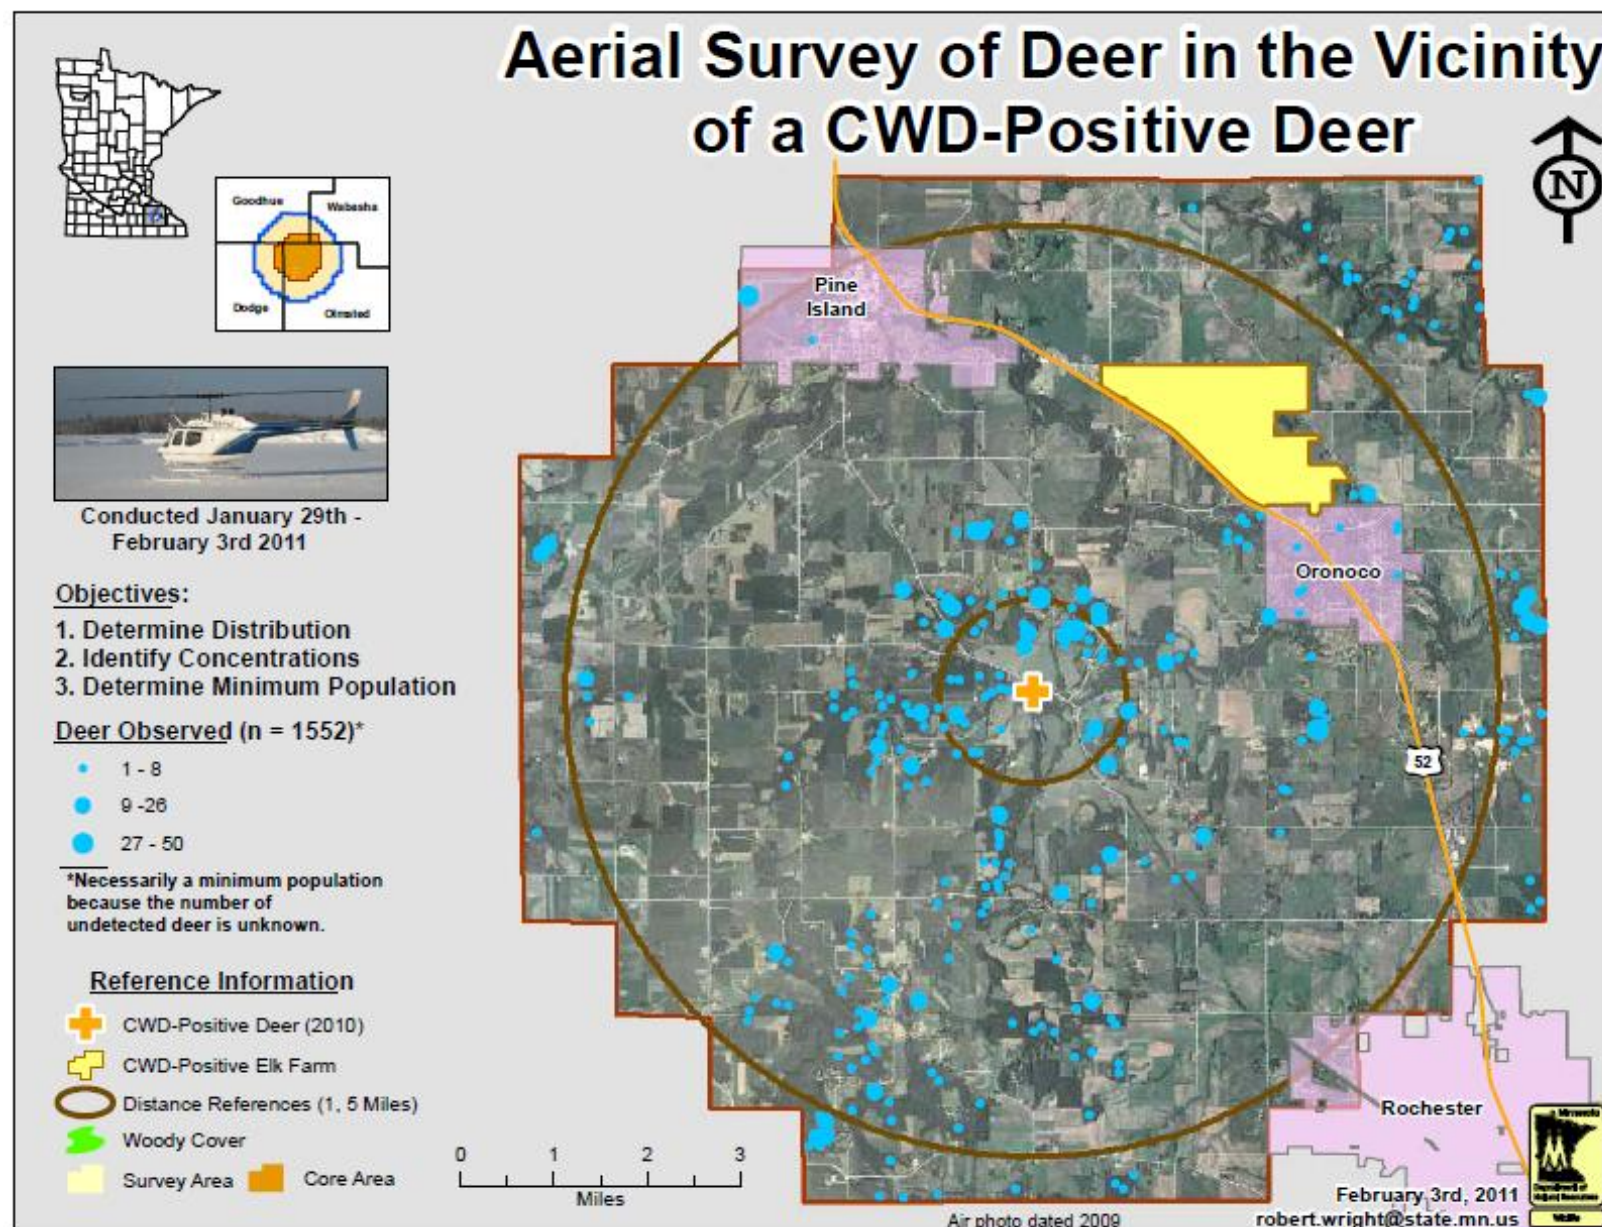 Aerial Survey of Deer in the Vicinity
of a CWD-Positive Deer
N
Goodhue
Wabasha
Dodge
Olmsted
Conducted January 29th -
February 3rd 2011
Objectives:
1. Determine Distribution
2. Identify Concentrations
3. Determine Minimum Population
Deer Observed (n = 1552)*
1 - 8
9 -26
27 - 50
*Necessarily a minimum population
because the number of
undetected deer is unknown.
Reference Information
CWD-Positive Deer (2010)
CWD-Positive Elk Farm
Distance References (1, 5 Miles)
Woody Cover
Survey Area
Core Area
0 1 2 3
Miles
Pine
Island
Oronoco
52
Rochester
Minnesota
Department of
Natural Resources
February 3rd, 2011
robert.wright@state.mn.us
Air photo dated 2009